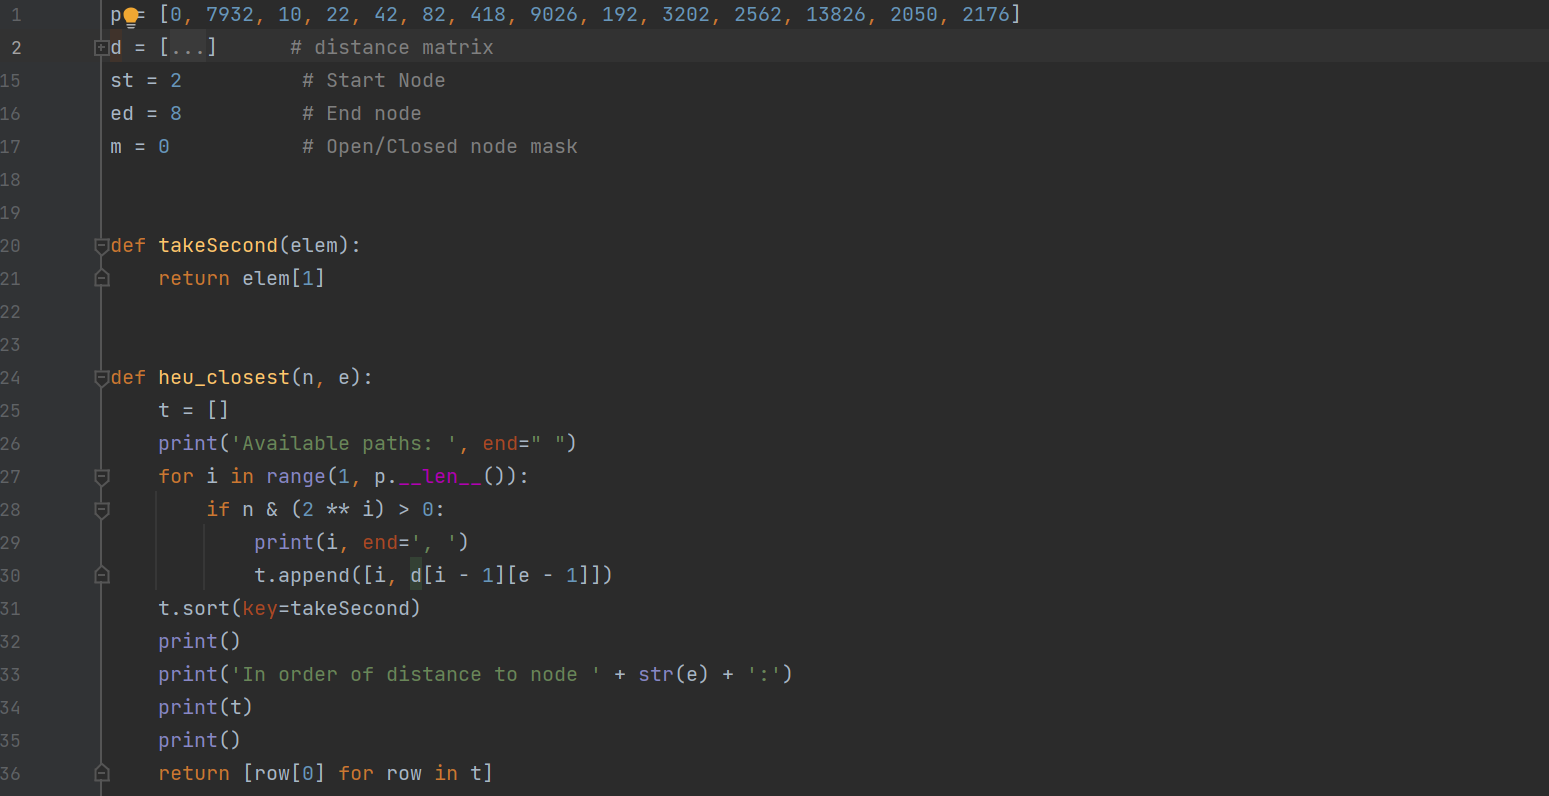 1 p = [0, 7932, 10, 22, 42, 82, 418, 9026, 192, 3202, 2562, 13826, 2050, 2176]
2 d = [...]      # distance matrix
15 st = 2          # Start Node
16 ed = 8          # End node
17 m = 0           # Open/Closed node mask
18
19
20 def takeSecond(elem):
21     return elem[1]
22
23
24 def heu_closest(n, e):
25     t = []
26     print('Available paths: ', end=" ")
27     for i in range(1, p.__len__()):
28         if n & (2 ** i) > 0:
29             print(i, end=', ')
30             t.append([i, d[i - 1][e - 1]])
31     t.sort(key=takeSecond)
32     print()
33     print('In order of distance to node ' + str(e) + ':')
34     print(t)
35     print()
36     return [row[0] for row in t]